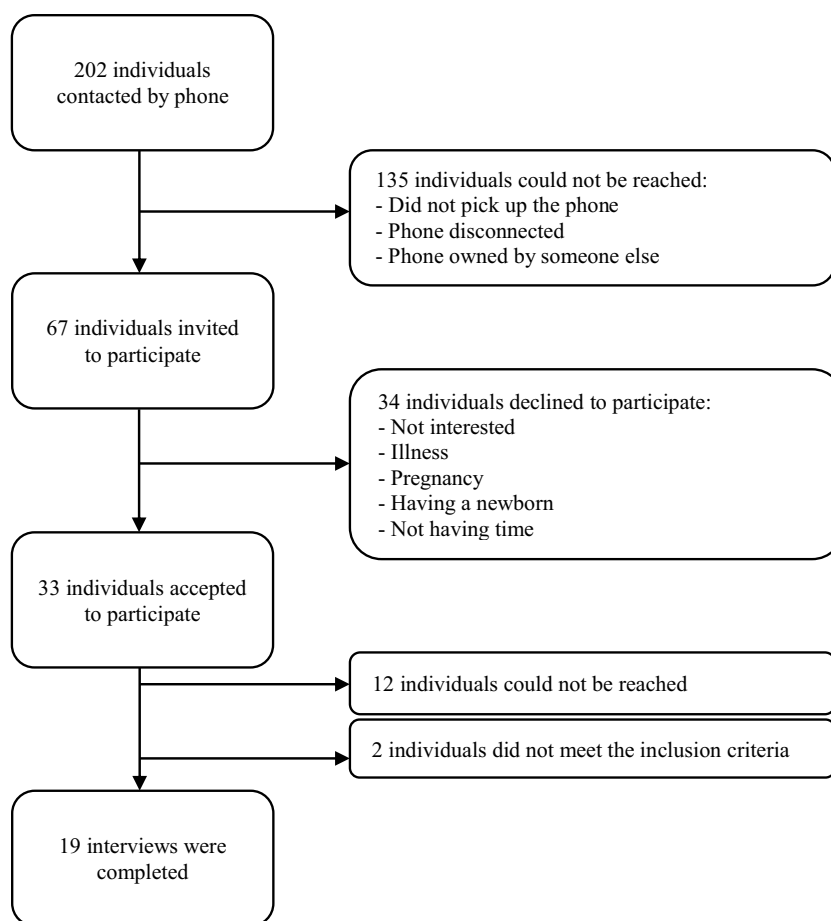 202 individuals
contacted by phone
135 individuals could not be reached:
- Did not pick up the phone
- Phone disconnected
- Phone owned by someone else
67 individuals invited
to participate
34 individuals declined to participate:
- Not interested
- Illness
- Pregnancy
- Having a newborn
- Not having time
33 individuals accepted
to participate
12 individuals could not be reached
2 individuals did not meet the inclusion criteria
19 interviews were
completed